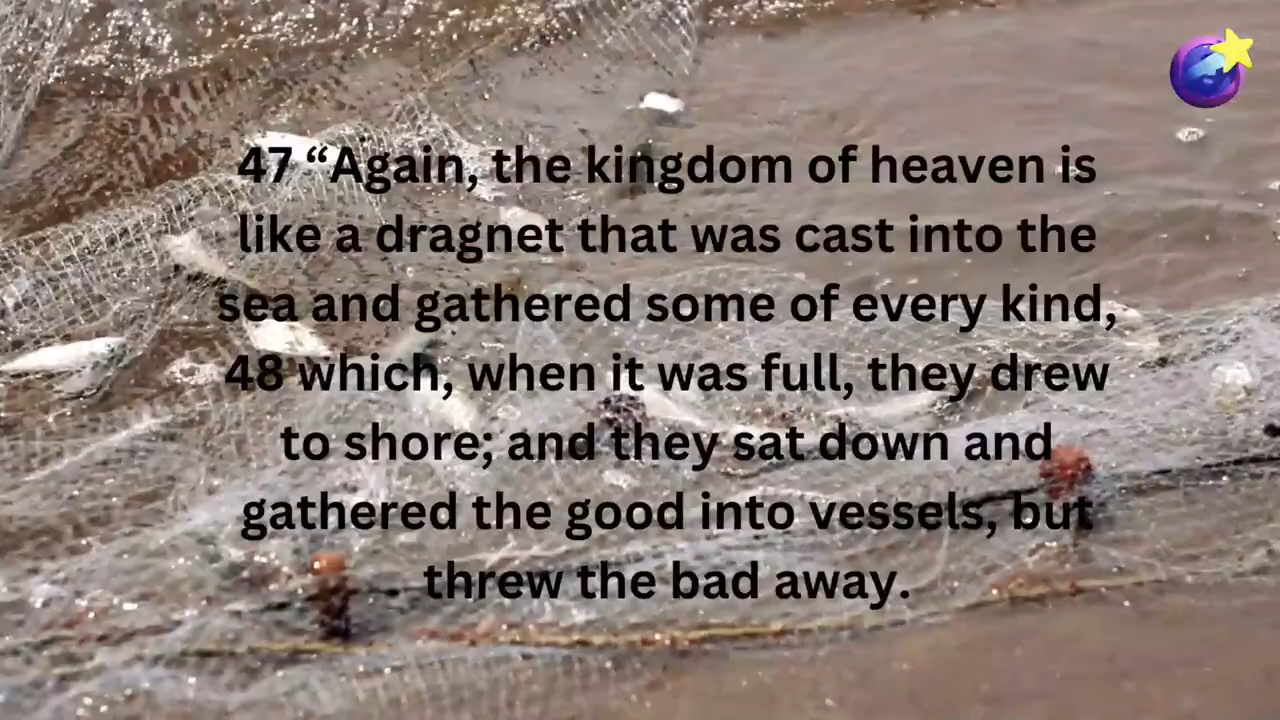 47 “Again, the kingdom of heaven is
like a dragnet that was cast into the
sea and gathered some of every kind,
48 which, when it was full, they drew
to shore; and they sat down and
gathered the good into vessels, but
threw the bad away.